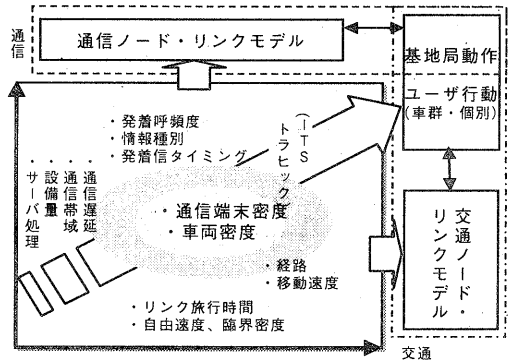 通信
通信ノード・リンクモデル
基地局動作
ユーザ行動
(車群・個別)
・発着呼頻度
・情報種別
・発着信タイミング
(ITS
トラヒック)
・通信遅延
・通信帯域
・設備量
・サーバ処理
・通信端末密度
・車両密度
・経路
・移動速度
・リンク旅行時間
・自由速度、臨界密度
交通ノード・
リンクモデル
交通